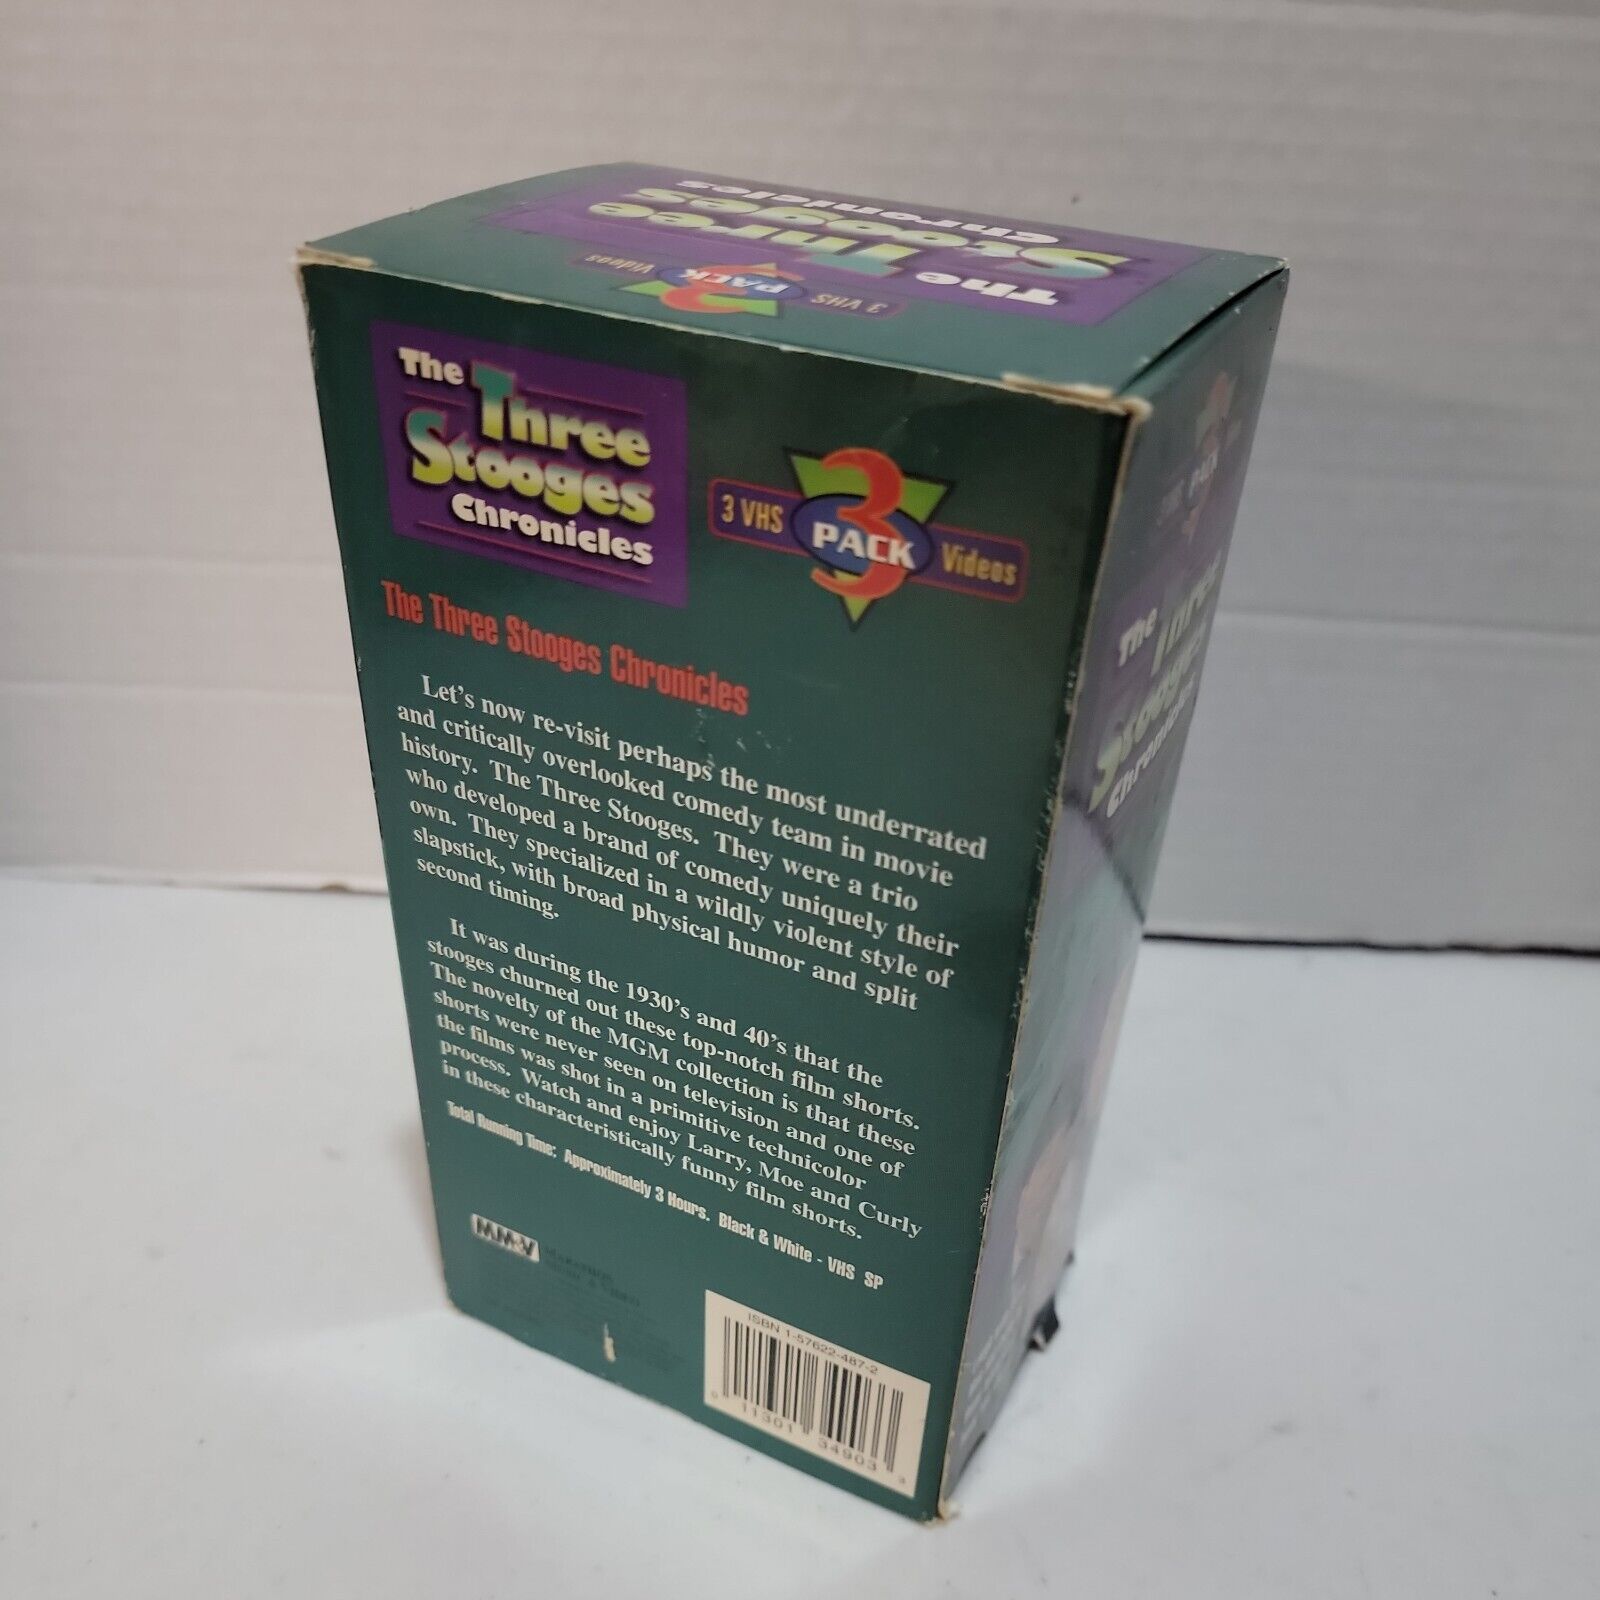 The Three
Stooges
Chronicles
3 VHS 3 PACK Videos
The Three
Stooges
Chronicles
3 VHS 3 PACK Videos
The Three Stooges Chronicles
Let's now re-visit perhaps the most underrated
and critically overlooked comedy team in movie
history. The Three Stooges. They were a trio
who developed a brand of comedy uniquely their
own. They specialized in a wildly violent style of
slapstick, with broad physical humor and split
second timing.
It was during the 1930's and 40's that the
stooges churned out these top-notch film shorts.
The novelty of the MGM collection is that these
shorts were never seen on television and one of
the films was shot in a primitive technicolor
process. Watch and enjoy Larry, Moe and Curly
in these characteristically funny film shorts.
Total Running Time: Approximately 3 Hours. Black & White - VHS SP
MM&V
ISBN 1-57622-487-2
0 11301 34903 3
PACK
The Three
Stooges
Chronicles